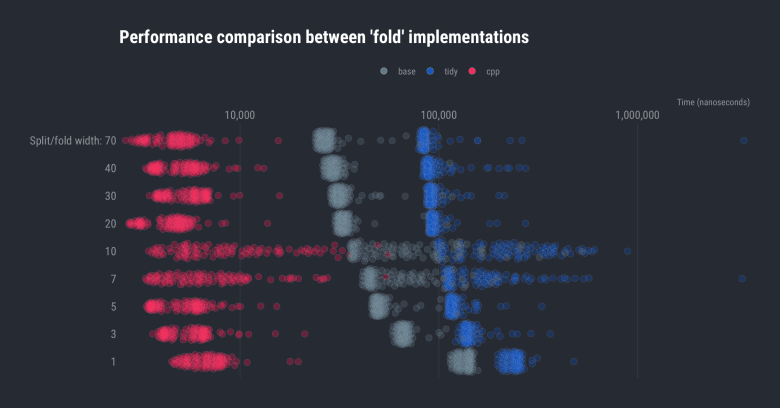 Performance comparison between 'fold' implementations
base tidy cpp
Time (nanoseconds)
10,000 100,000 1,000,000
Split/fold width: 70
40
30
20
10
7
5
3
1